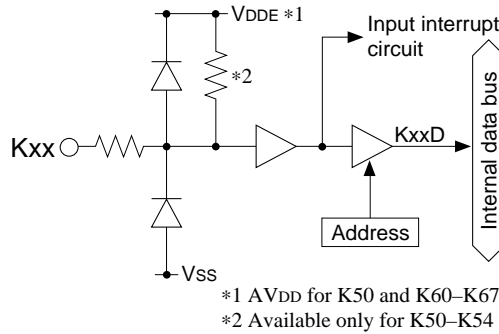 VDDE *1
Input interrupt
circuit
*2
Kxx
KxxD
Internal data bus
Address
VSS
*1 AVDD for K50 and K60–K67
*2 Available only for K50–K54